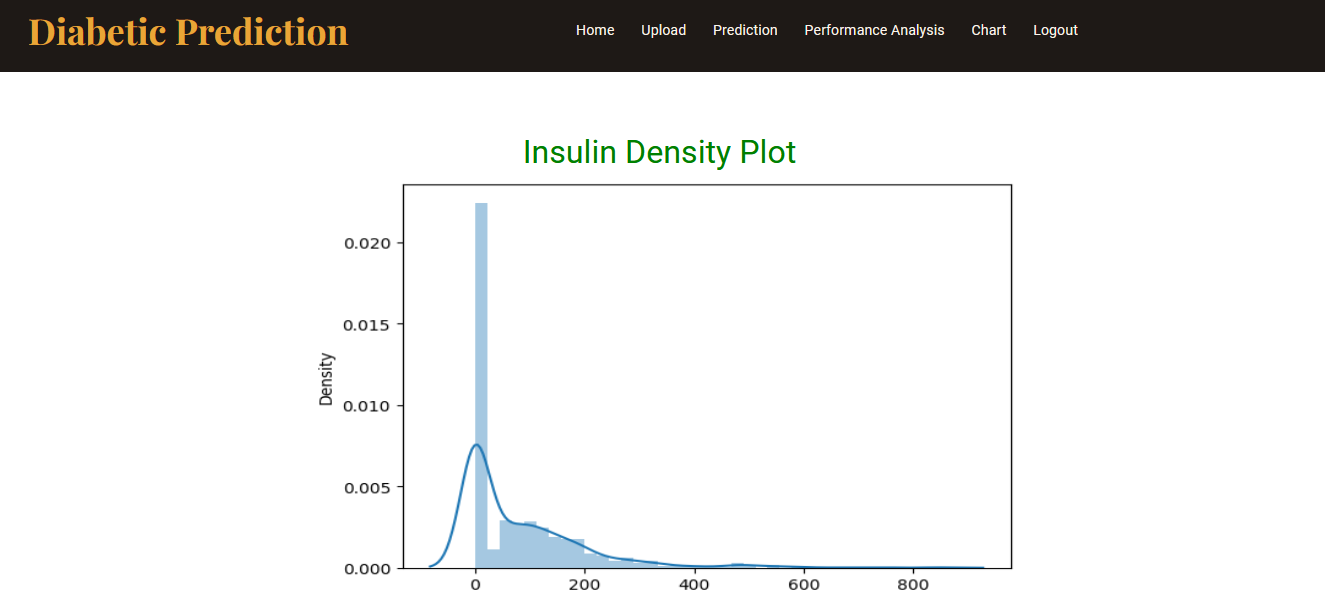 Diabetic Prediction
Home Upload Prediction Performance Analysis Chart Logout
Insulin Density Plot
Density
0.020
0.015
0.010
0.005
0.000
0 200 400 600 800